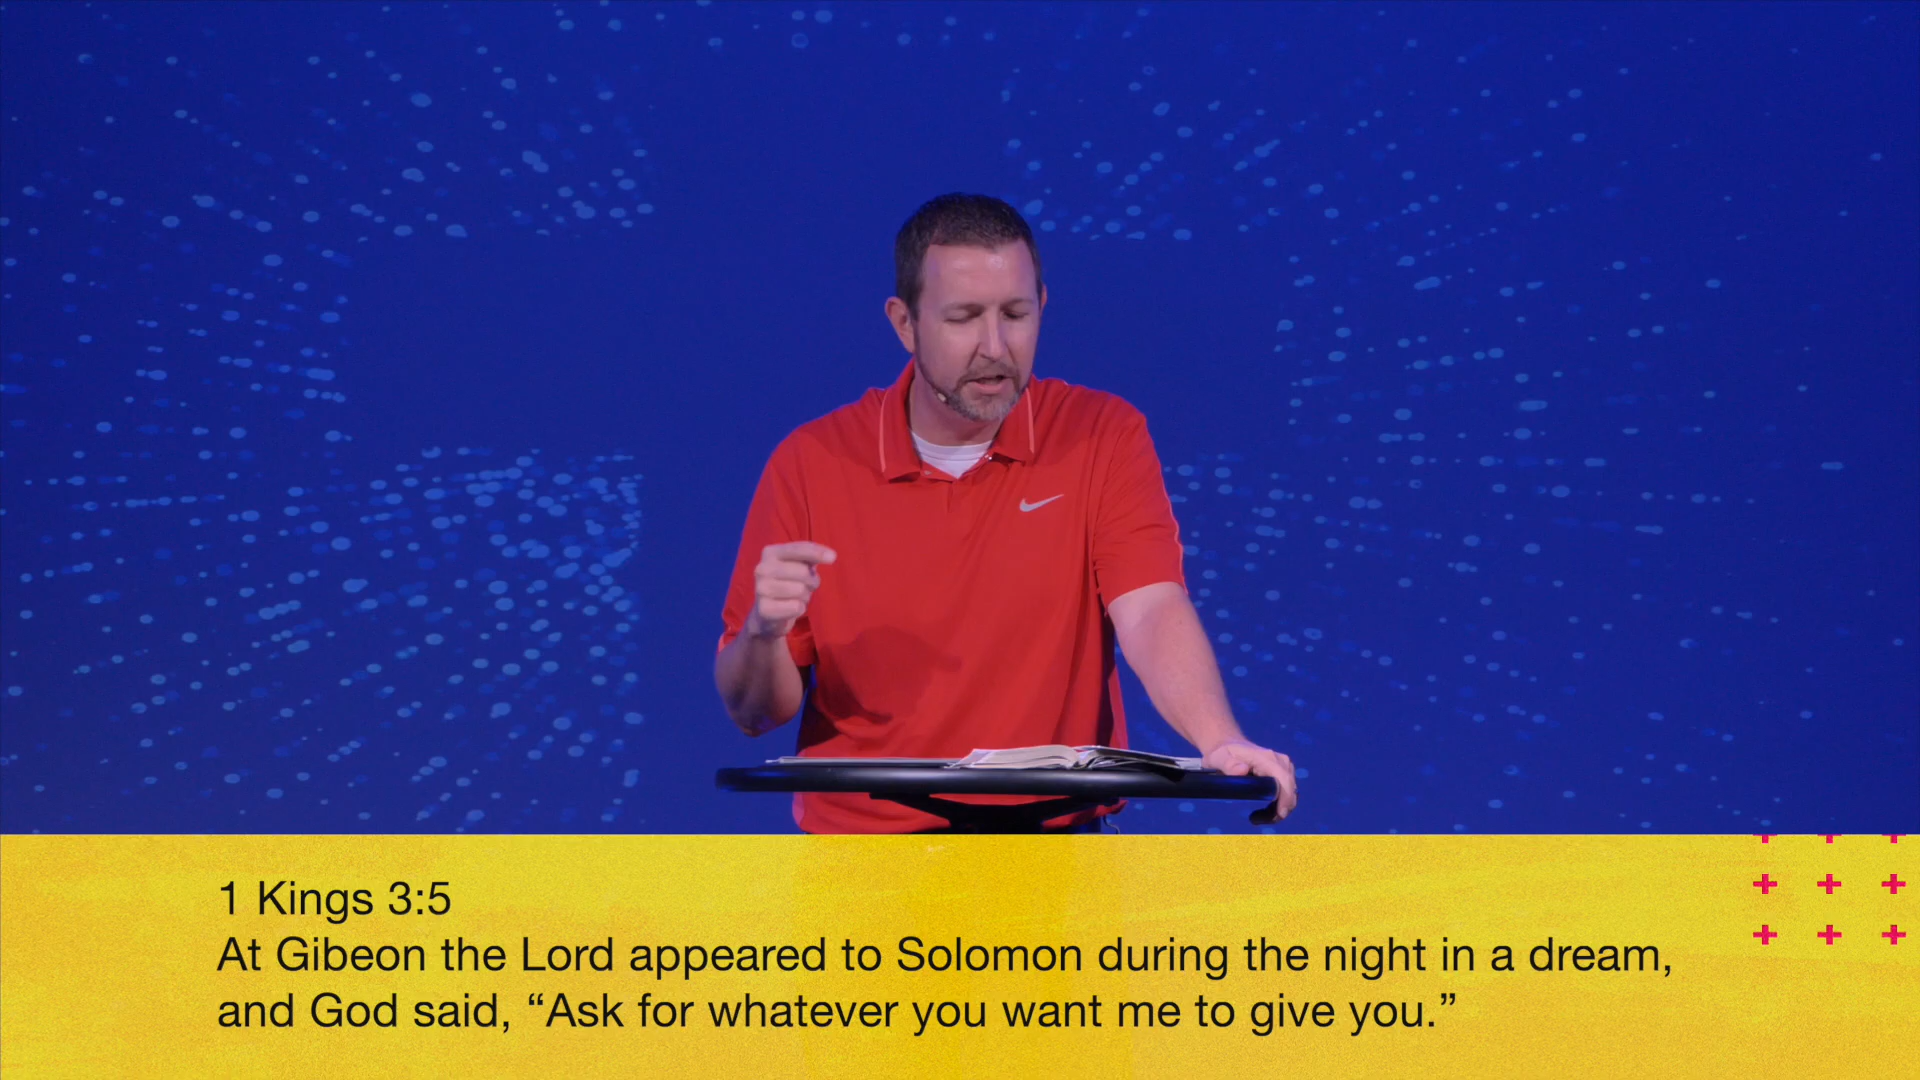 1 Kings 3:5
At Gibeon the Lord appeared to Solomon during the night in a dream,
and God said, “Ask for whatever you want me to give you.”